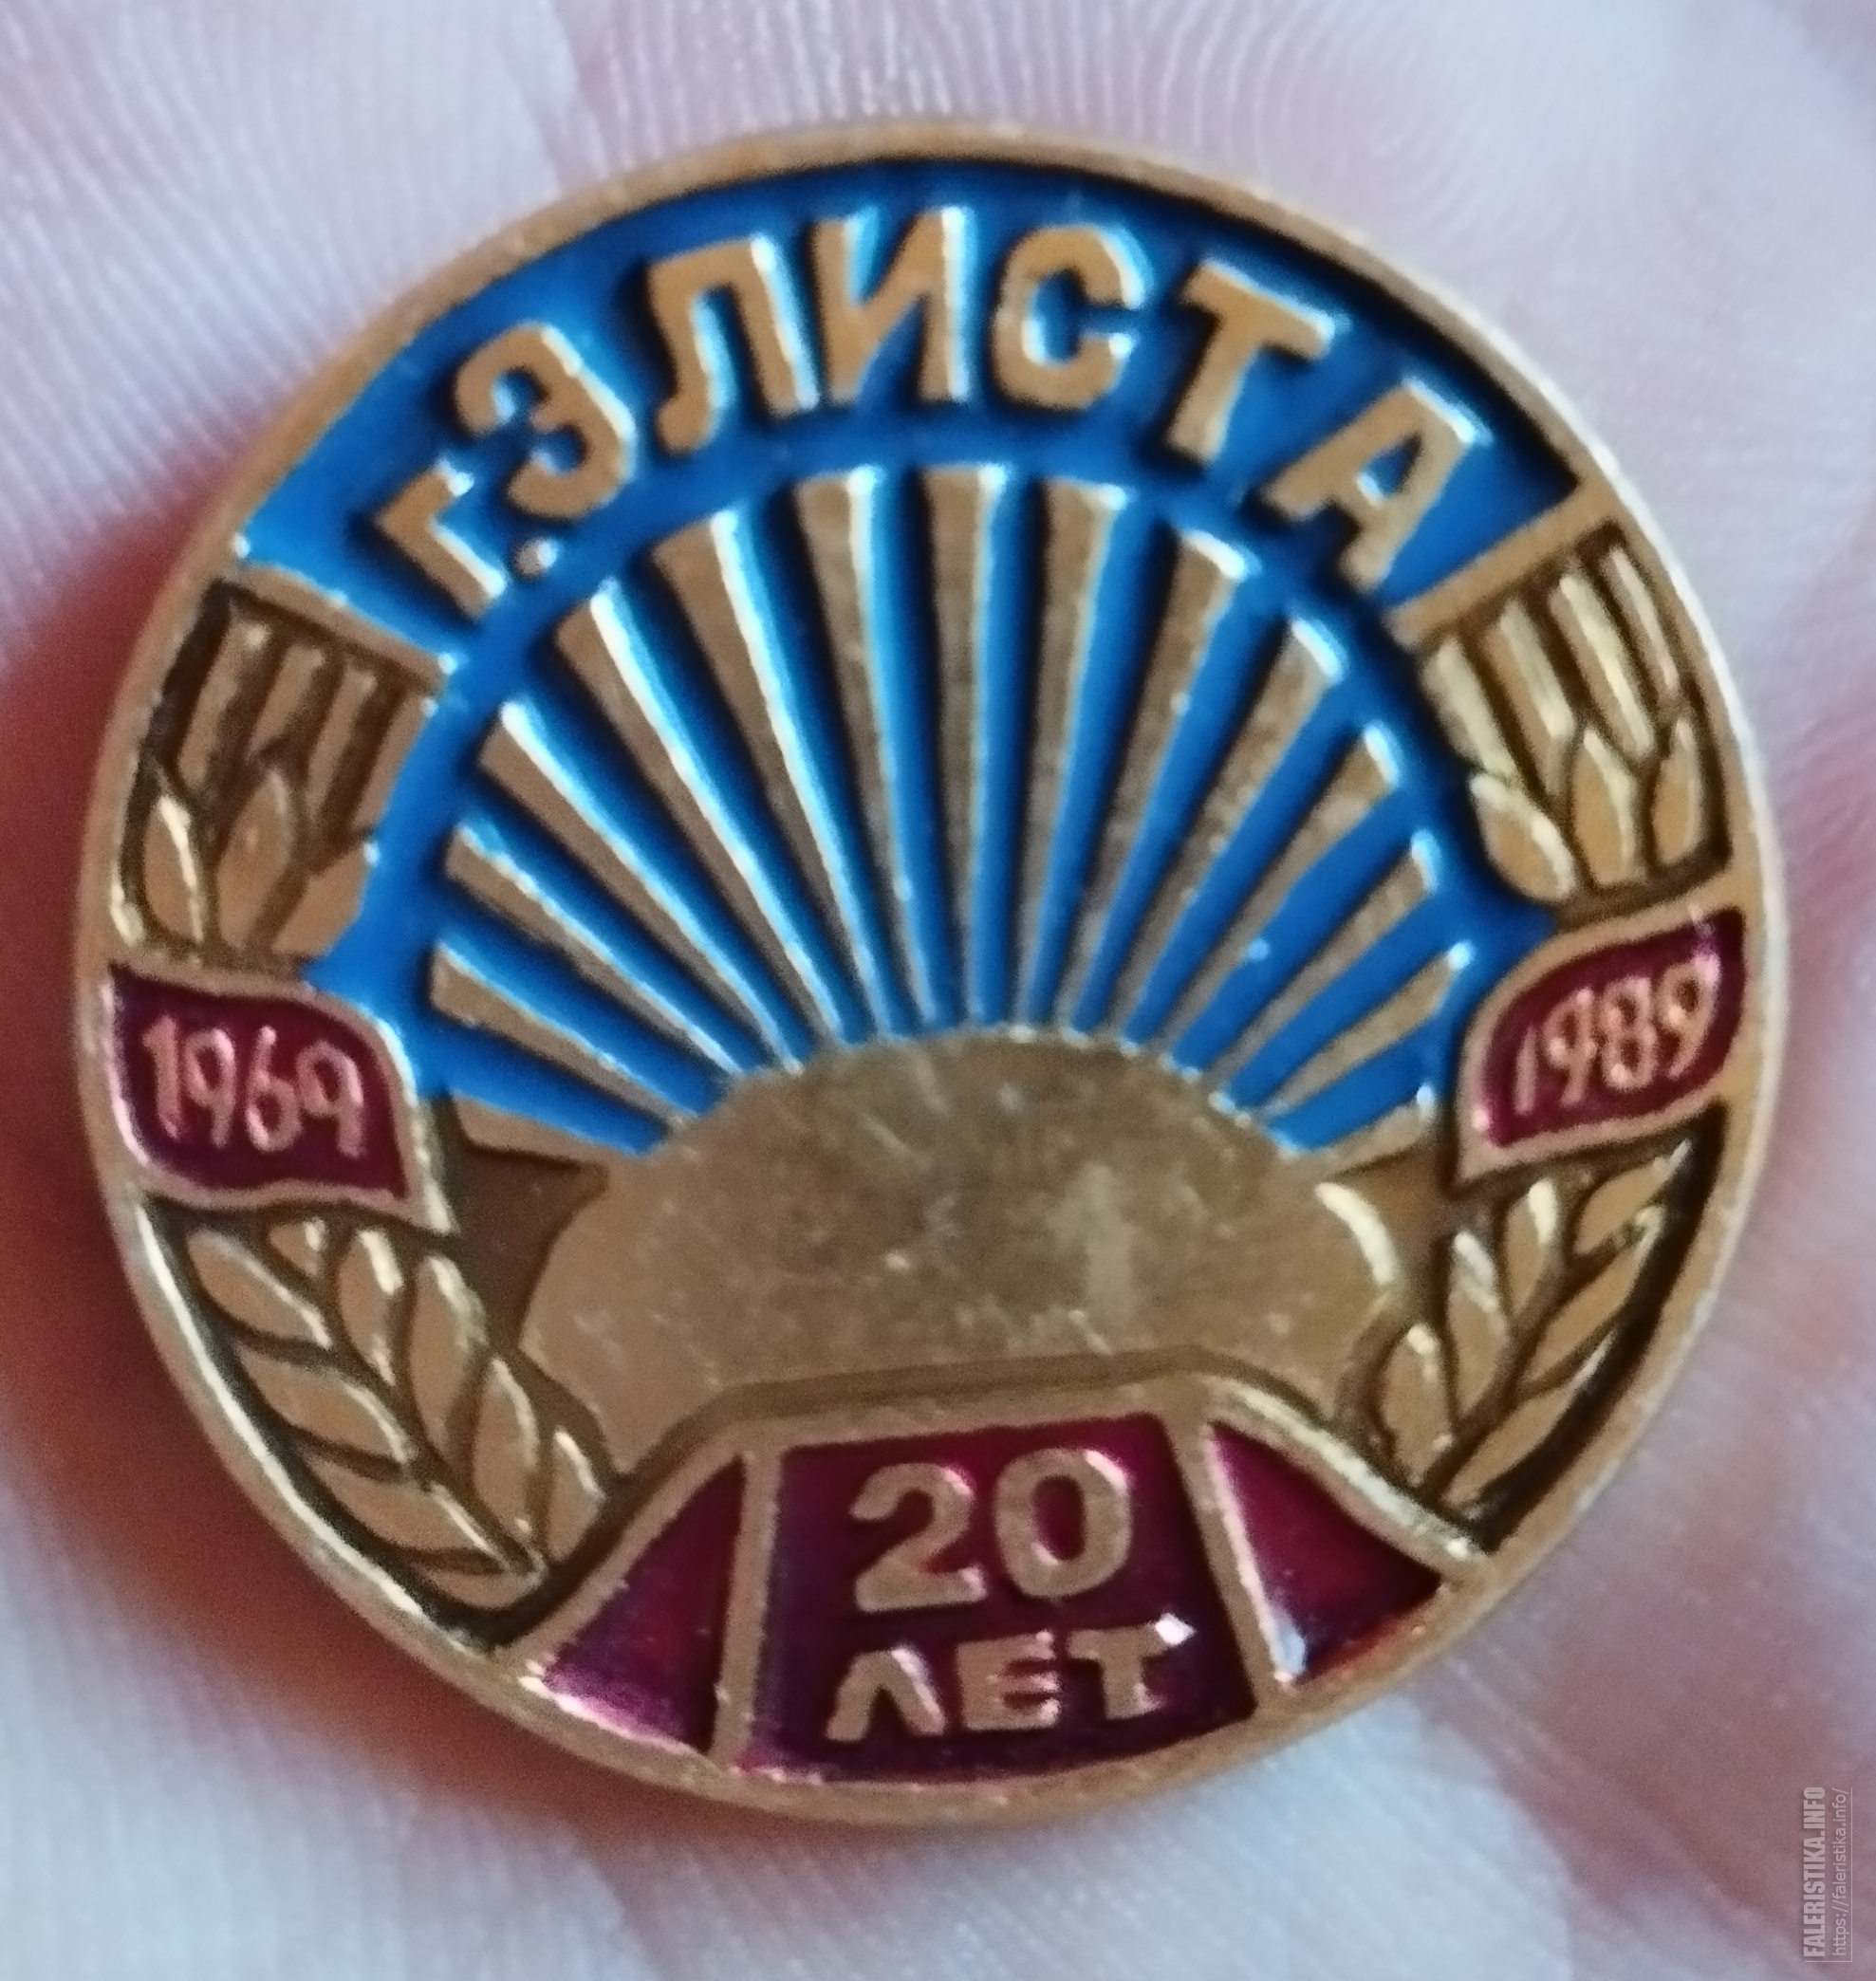 Г. ЭЛИСТА
1969
1989
20
ЛЕТ
FALERISTIKA.INFO
https://faleristika.info/